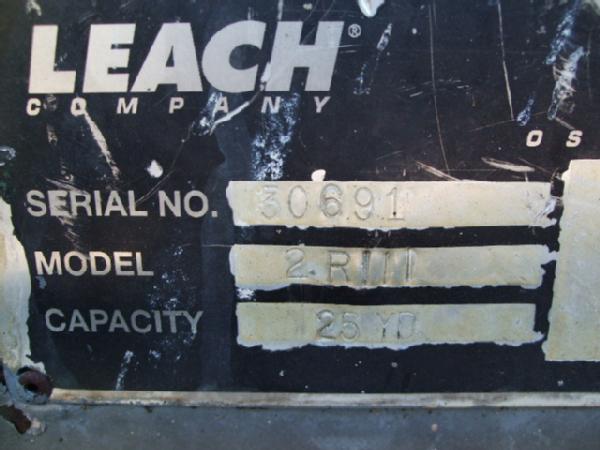 LEACH®
COMPANY
OS
SERIAL NO. 30691
MODEL 2 RIII
CAPACITY 25 YD